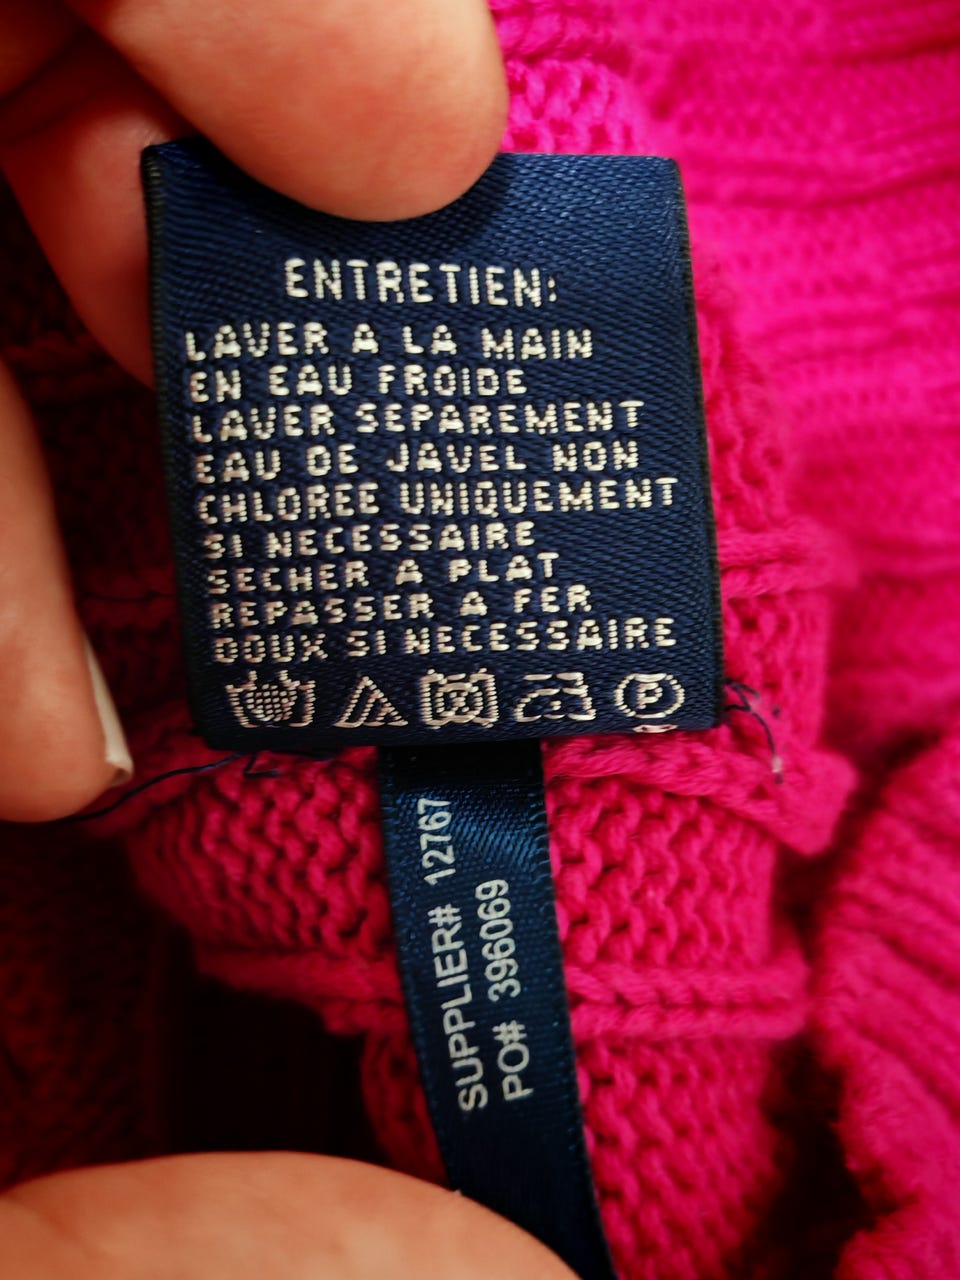 ENTRETIEN:
LAVER A LA MAIN
EN EAU FROIDE
LAVER SEPAREMENT
EAU DE JAVEL NON
CHLOREE UNIQUEMENT
SI NECESSAIRE
SECHER A PLAT
REPASSER A FER
DOUX SI NECESSAIRE
P
SUPPLIER# 12767
PO# 396069